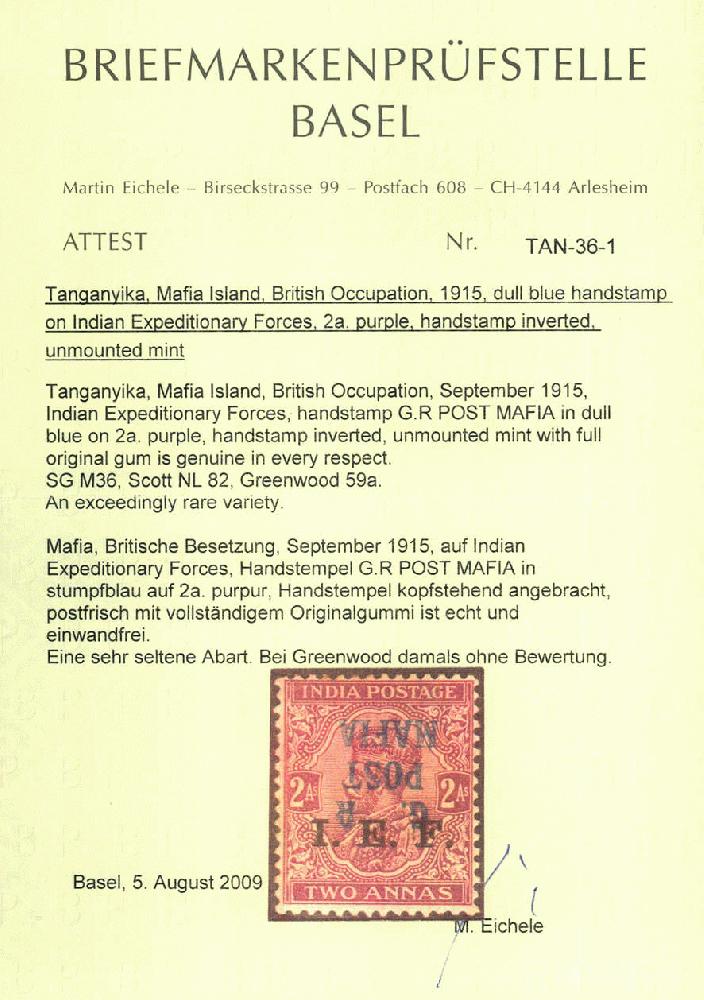 BRIEFMARKENPRÜFSTELLE
BASEL
Martin Eichele – Birseckstrasse 99 – Postfach 608 – CH-4144 Arlesheim
ATTEST Nr. TAN-36-1
Tanganyika, Mafia Island, British Occupation, 1915, dull blue handstamp
on Indian Expeditionary Forces, 2a. purple, handstamp inverted,
unmounted mint
Tanganyika, Mafia Island, British Occupation, September 1915,
Indian Expeditionary Forces, handstamp G.R POST MAFIA in dull
blue on 2a. purple, handstamp inverted, unmounted mint with full
original gum is genuine in every respect.
SG M36, Scott NL 82, Greenwood 59a.
An exceedingly rare variety.
Mafia, Britische Besetzung, September 1915, auf Indian
Expeditionary Forces, Handstempel G.R POST MAFIA in
stumpfblau auf 2a. purpur, Handstempel kopfstehend angebracht,
postfrisch mit vollständigem Originalgummi ist echt und
einwandfrei.
Eine sehr seltene Abart. Bei Greenwood damals ohne Bewertung.
INDIA POSTAGE
MAFIA
POST
2As 2As
G. R
I. E. F.
TWO ANNAS
Basel, 5. August 2009
M. Eichele